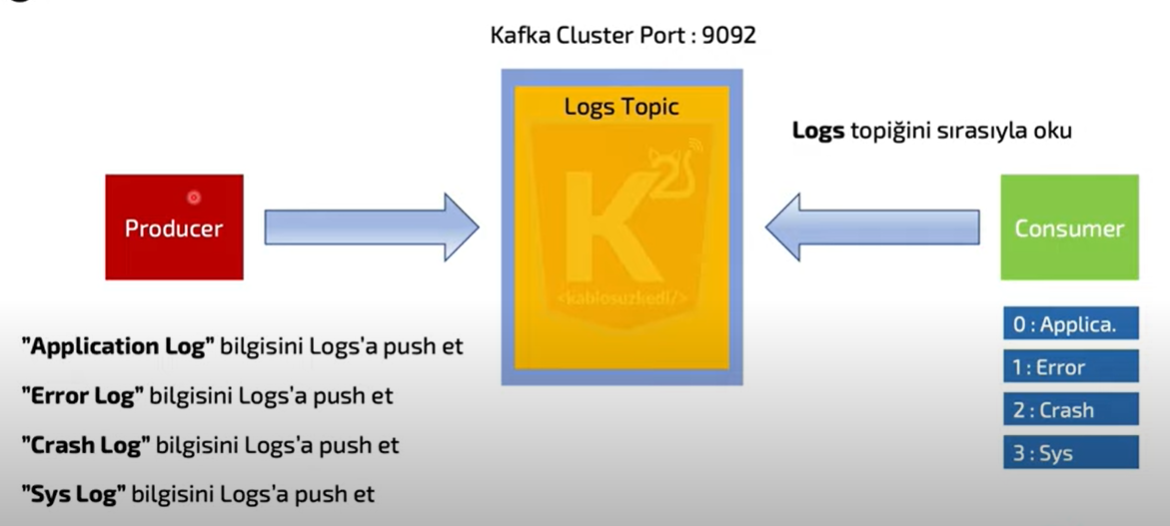 Kafka Cluster Port : 9092
Logs Topic
K
<kablosuzkedi/>
Logs topiğini sırasıyla oku
Producer
Consumer
"Application Log" bilgisini Logs'a push et
"Error Log" bilgisini Logs'a push et
"Crash Log" bilgisini Logs'a push et
"Sys Log" bilgisini Logs'a push et
0 : Applica.
1 : Error
2 : Crash
3 : Sys